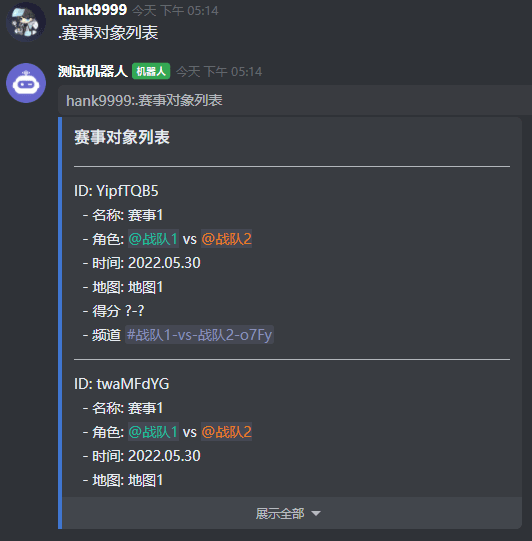 hank9999 今天 下午 05:14
.赛事对象列表
测试机器人 机器人 今天 下午 05:14
hank9999:.赛事对象列表
赛事对象列表
ID: YipfTQB5
- 名称: 赛事1
- 角色: @战队1 vs @战队2
- 时间: 2022.05.30
- 地图: 地图1
- 得分 ?-?
- 频道 #战队1-vs-战队2-o7Fy
ID: twaMFdYG
- 名称: 赛事1
- 角色: @战队1 vs @战队2
- 时间: 2022.05.30
- 地图: 地图1
展示全部